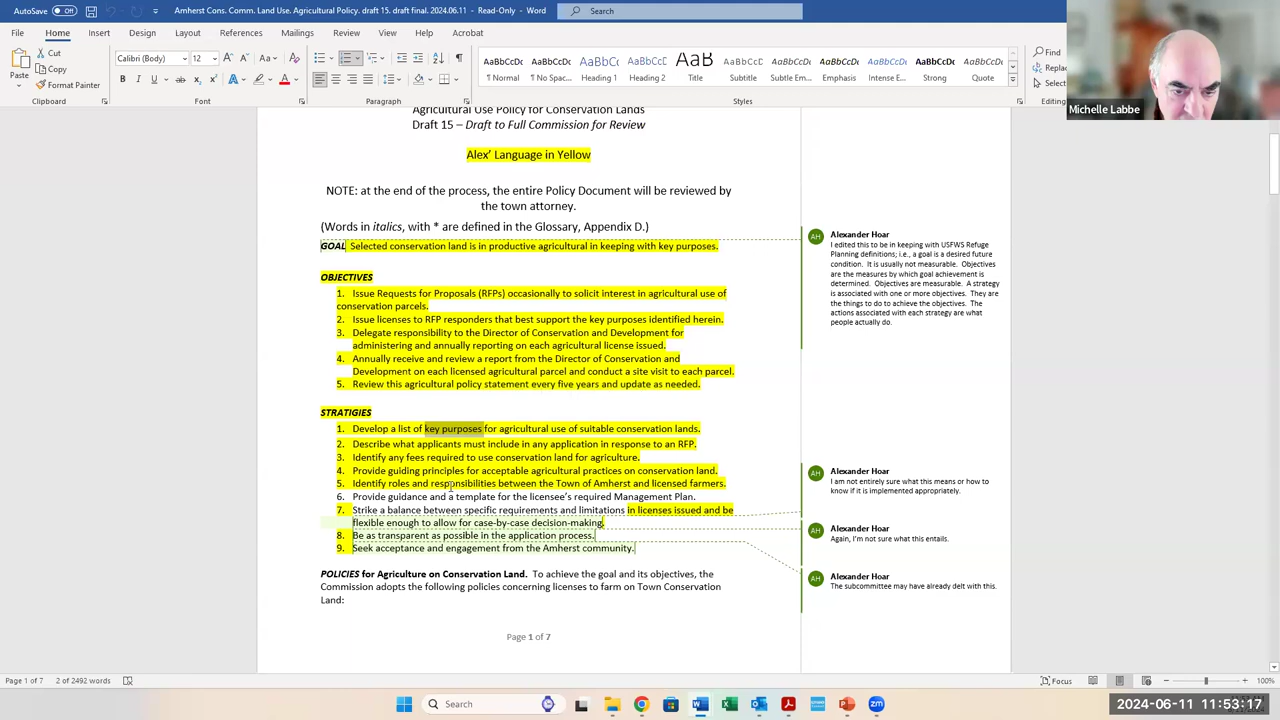 AutoSave Off Amherst Cons. Comm. Land Use. Agricultural Policy. draft 15. draft final. 2024.06.11 - Read-Only - Word Search
File Home Insert Design Layout References Mailings Review View Help Acrobat
Paste Cut Copy Format Painter Clipboard
Calibri (Body) 12 Font
Paragraph
AaBbCcDc AaBbCcDc AaBbC AaBbCcD AaB AaBbCcD AaBbCcDt AaBbCcDt AaBbCcDt AaBbCcDc AaBbCcDt
¶ Normal ¶ No Spac... Heading 1 Heading 2 Title Subtitle Subtle Em... Emphasis Intense E... Strong Quote
Styles
Find
Replace
Select
Editing
Michelle Labbe
Agricultural Use Policy for Conservation Lands
Draft 15 – Draft to Full Commission for Review
Alex’ Language in Yellow
NOTE: at the end of the process, the entire Policy Document will be reviewed by
the town attorney.
(Words in italics, with * are defined in the Glossary, Appendix D.)
GOAL Selected conservation land is in productive agricultural in keeping with key purposes.
OBJECTIVES
1. Issue Requests for Proposals (RFPs) occasionally to solicit interest in agricultural use of
conservation parcels.
2. Issue licenses to RFP responders that best support the key purposes identified herein.
3. Delegate responsibility to the Director of Conservation and Development for
administering and annually reporting on each agricultural license issued.
4. Annually receive and review a report from the Director of Conservation and
Development on each licensed agricultural parcel and conduct a site visit to each parcel.
5. Review this agricultural policy statement every five years and update as needed.
STRATIGIES
1. Develop a list of key purposes for agricultural use of suitable conservation lands.
2. Describe what applicants must include in any application in response to an RFP.
3. Identify any fees required to use conservation land for agriculture.
4. Provide guiding principles for acceptable agricultural practices on conservation land.
5. Identify roles and responsibilities between the Town of Amherst and licensed farmers.
6. Provide guidance and a template for the licensee’s required Management Plan.
7. Strike a balance between specific requirements and limitations in licenses issued and be
flexible enough to allow for case-by-case decision-making.
8. Be as transparent as possible in the application process.
9. Seek acceptance and engagement from the Amherst community.
POLICIES for Agriculture on Conservation Land. To achieve the goal and its objectives, the
Commission adopts the following policies concerning licenses to farm on Town Conservation
Land:
Page 1 of 7
AH Alexander Hoar
I edited this to be in keeping with USFWS Refuge
Planning definitions; i.e., a goal is a desired future
condition. It is usually not measurable. Objectives
are the measures by which goal achievement is
determined. Objectives are measurable. A strategy
is associated with one or more objectives. They are
the things to do to achieve the objectives. The
actions associated with each strategy are what
people actually do.
AH Alexander Hoar
I am not entirely sure what this means or how to
know if it is implemented appropriately.
AH Alexander Hoar
Again, I'm not sure what this entails.
AH Alexander Hoar
The subcommittee may have already delt with this.
Page 1 of 7 2 of 2492 words Focus 100%
Search
2024-06-11 11:53:17